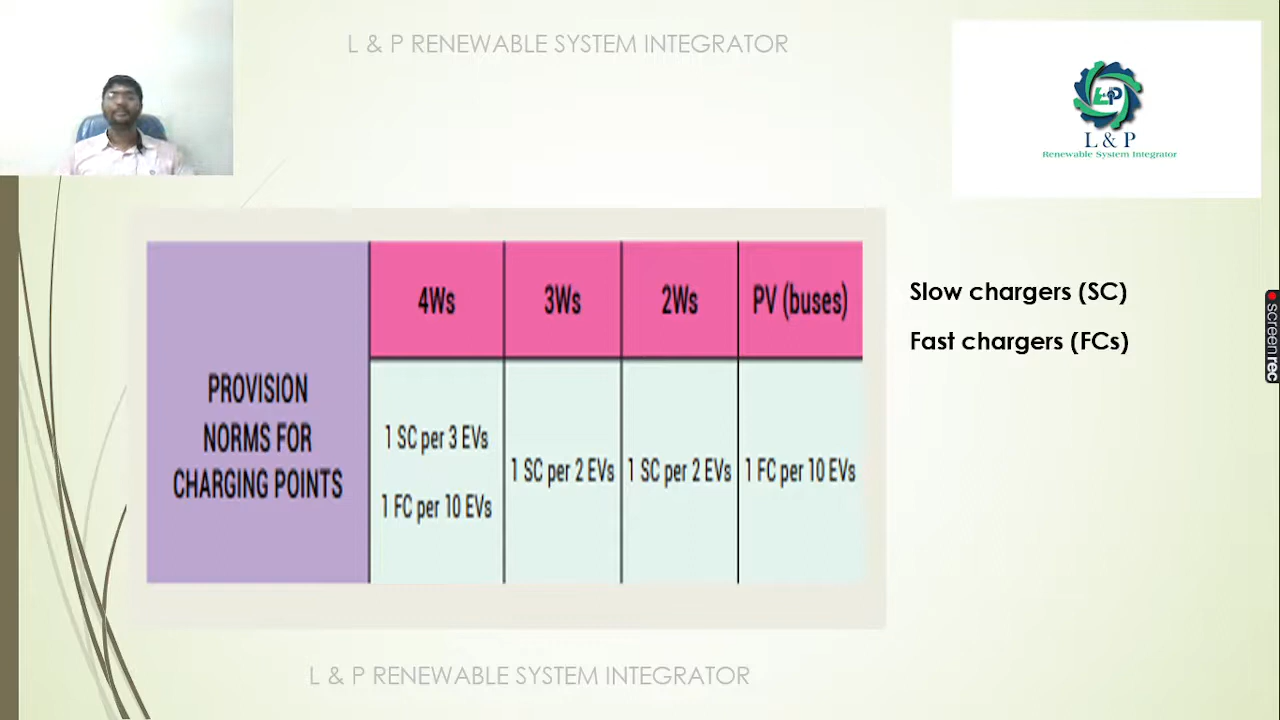 L & P RENEWABLE SYSTEM INTEGRATOR
L&P
L & P
Renewable System Integrator
4Ws
3Ws
2Ws
PV (buses)
PROVISION
NORMS FOR
CHARGING POINTS
1 SC per 3 EVs
1 FC per 10 EVs
1 SC per 2 EVs
1 SC per 2 EVs
1 FC per 10 EVs
Slow chargers (SC)
Fast chargers (FCs)
screenrec
L & P RENEWABLE SYSTEM INTEGRATOR